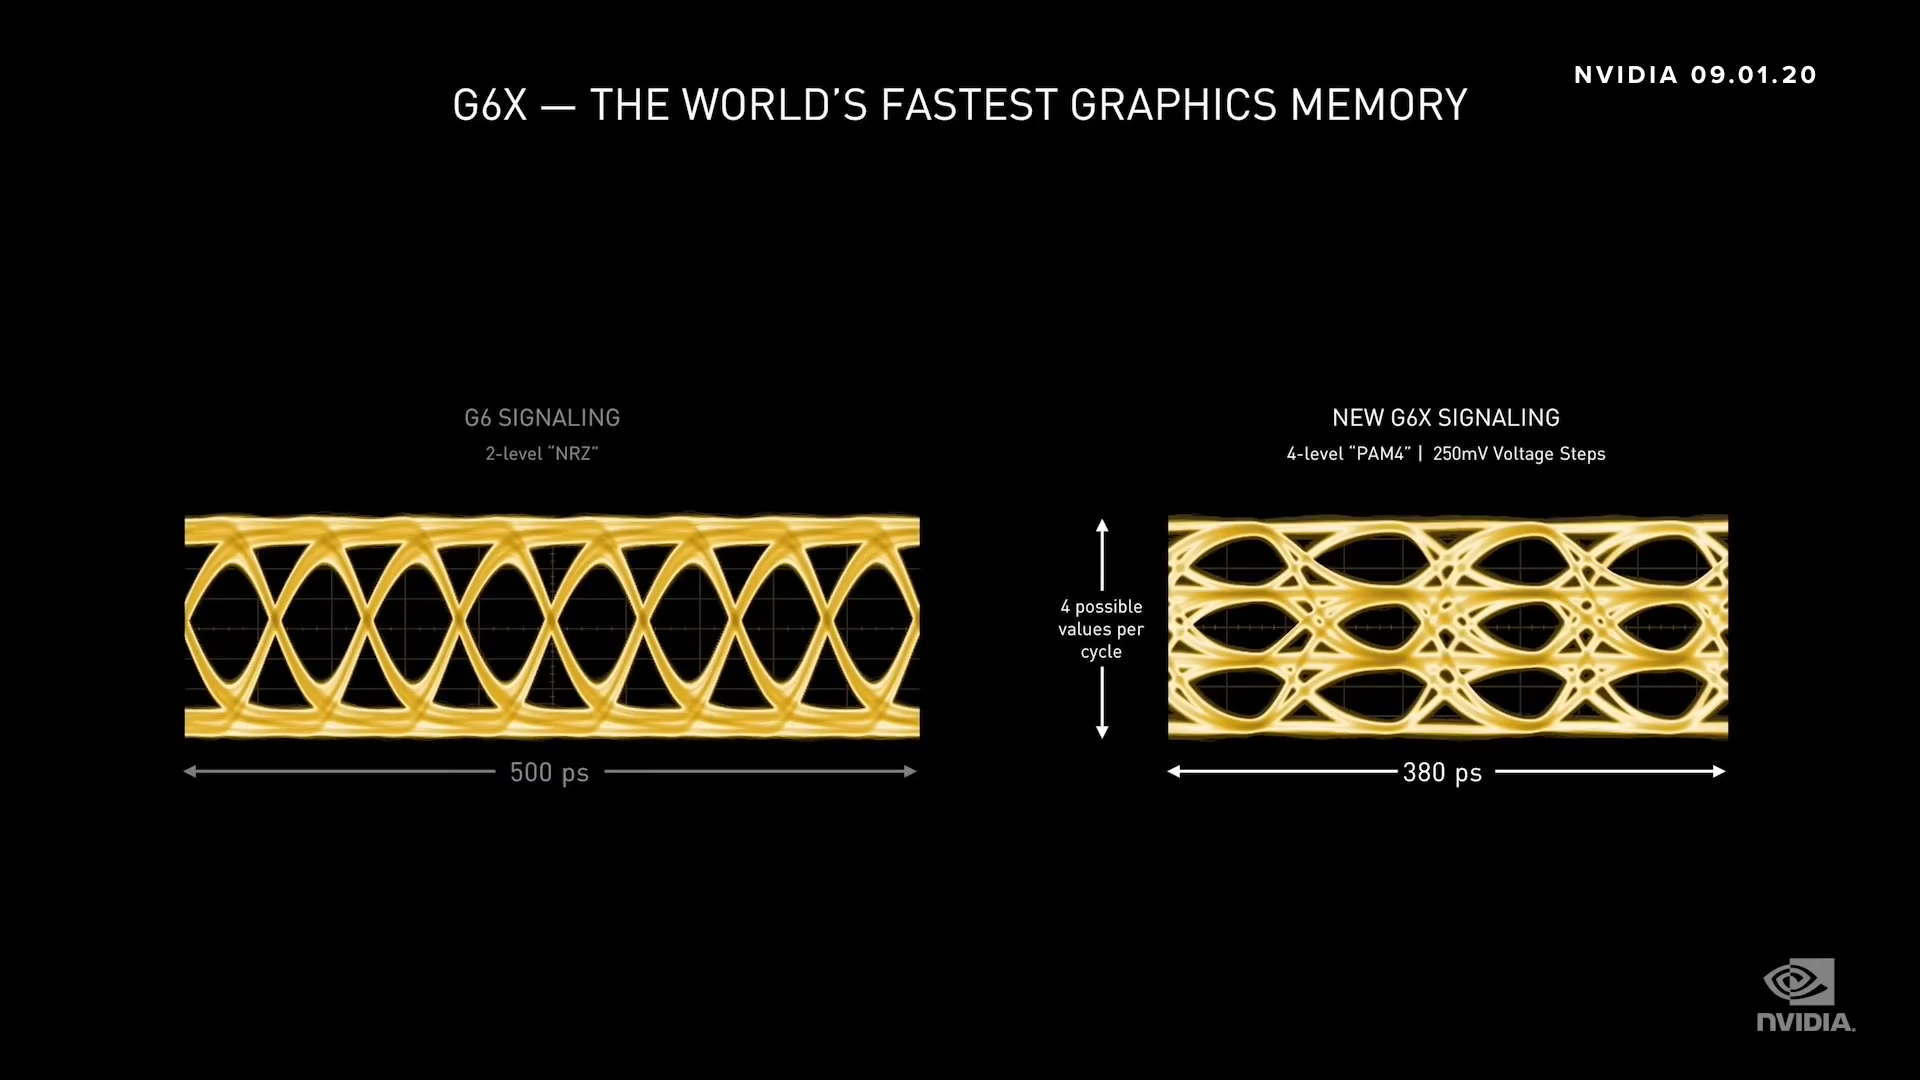 NVIDIA 09.01.20
G6X — THE WORLD’S FASTEST GRAPHICS MEMORY
G6 SIGNALING
2-level “NRZ”
500 ps
NEW G6X SIGNALING
4-level “PAM4” | 250mV Voltage Steps
4 possible
values per
cycle
380 ps
NVIDIA.